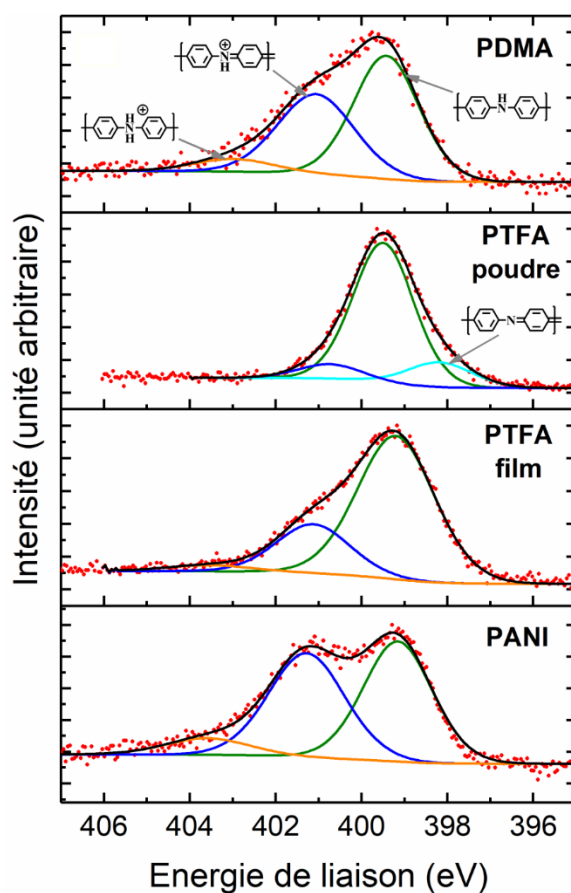 PDMA
⊕
N
H
⊕
H
N
H
H
N
PTFA
poudre
N
PTFA
film
PANI
Intensité (unité arbitraire)
406 404 402 400 398 396
Energie de liaison (eV)